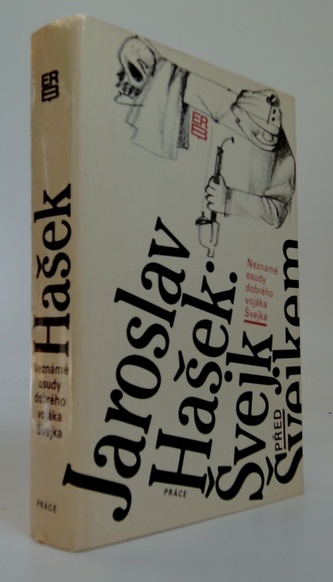 Hašek
Neznámé
osudy
dobrého
vojáka
Švejka
PRÁCE
Jaroslav
Hašek:
Švejk
PŘED
Švejkem
Neznámé
osudy
dobrého
vojáka
Švejka
PRÁCE